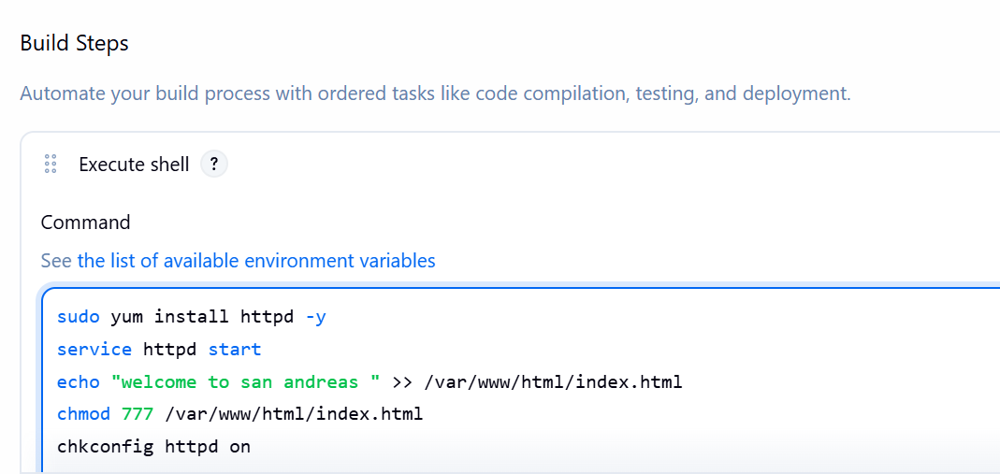 Build Steps
Automate your build process with ordered tasks like code compilation, testing, and deployment.
Execute shell ?
Command
See the list of available environment variables
sudo yum install httpd -y
service httpd start
echo "welcome to san andreas " >> /var/www/html/index.html
chmod 777 /var/www/html/index.html
chkconfig httpd on